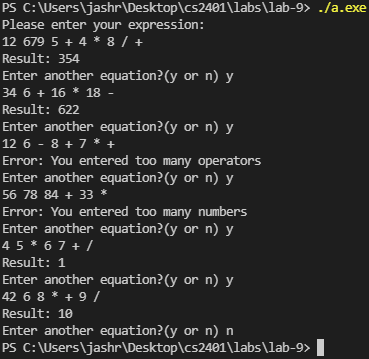 PS C:\Users\jashr\Desktop\cs2401\labs\lab-9> ./a.exe
Please enter your expression:
12 679 5 + 4 * 8 / +
Result: 354
Enter another equation?(y or n) y
34 6 + 16 * 18 -
Result: 622
Enter another equation?(y or n) y
12 6 - 8 + 7 * +
Error: You entered too many operators
Enter another equation?(y or n) y
56 78 84 + 33 *
Error: You entered too many numbers
Enter another equation?(y or n) y
4 5 * 6 7 + /
Result: 1
Enter another equation?(y or n) y
42 6 8 * + 9 /
Result: 10
Enter another equation?(y or n) n
PS C:\Users\jashr\Desktop\cs2401\labs\lab-9>